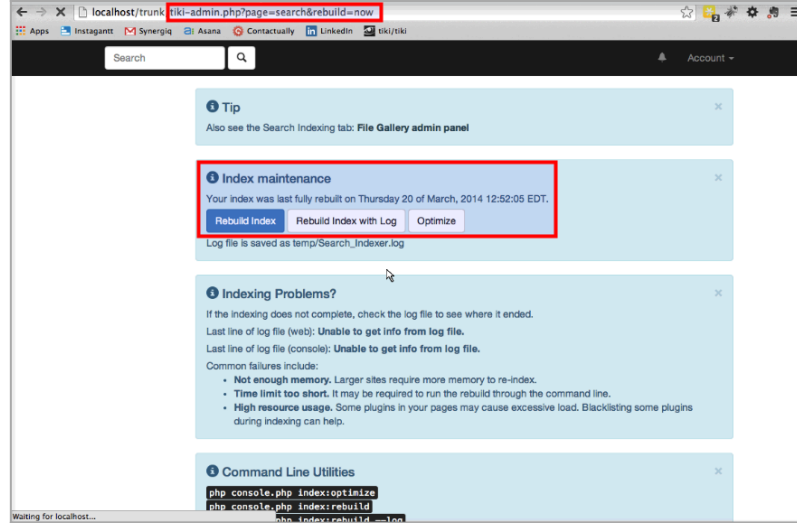 localhost/trunk/tiki-admin.php?page=search&rebuild=now
Apps Instagantt Synergiq Asana Contactually LinkedIn tiki/tiki
Search Account
Tip
Also see the Search Indexing tab: File Gallery admin panel
Index maintenance
Your index was last fully rebuilt on Thursday 20 of March, 2014 12:52:05 EDT.
Rebuild Index Rebuild Index with Log Optimize
Log file is saved as temp/Search_Indexer.log
Indexing Problems?
If the indexing does not complete, check the log file to see where it ended.
Last line of log file (web): Unable to get info from log file.
Last line of log file (console): Unable to get info from log file.
Common failures include:
• Not enough memory. Larger sites require more memory to re-index.
• Time limit too short. It may be required to run the rebuild through the command line.
• High resource usage. Some plugins in your pages may cause excessive load. Blacklisting some plugins
during indexing can help.
Command Line Utilities
php console.php index:optimize
php console.php index:rebuild
php index:rebuild --log
Waiting for localhost...